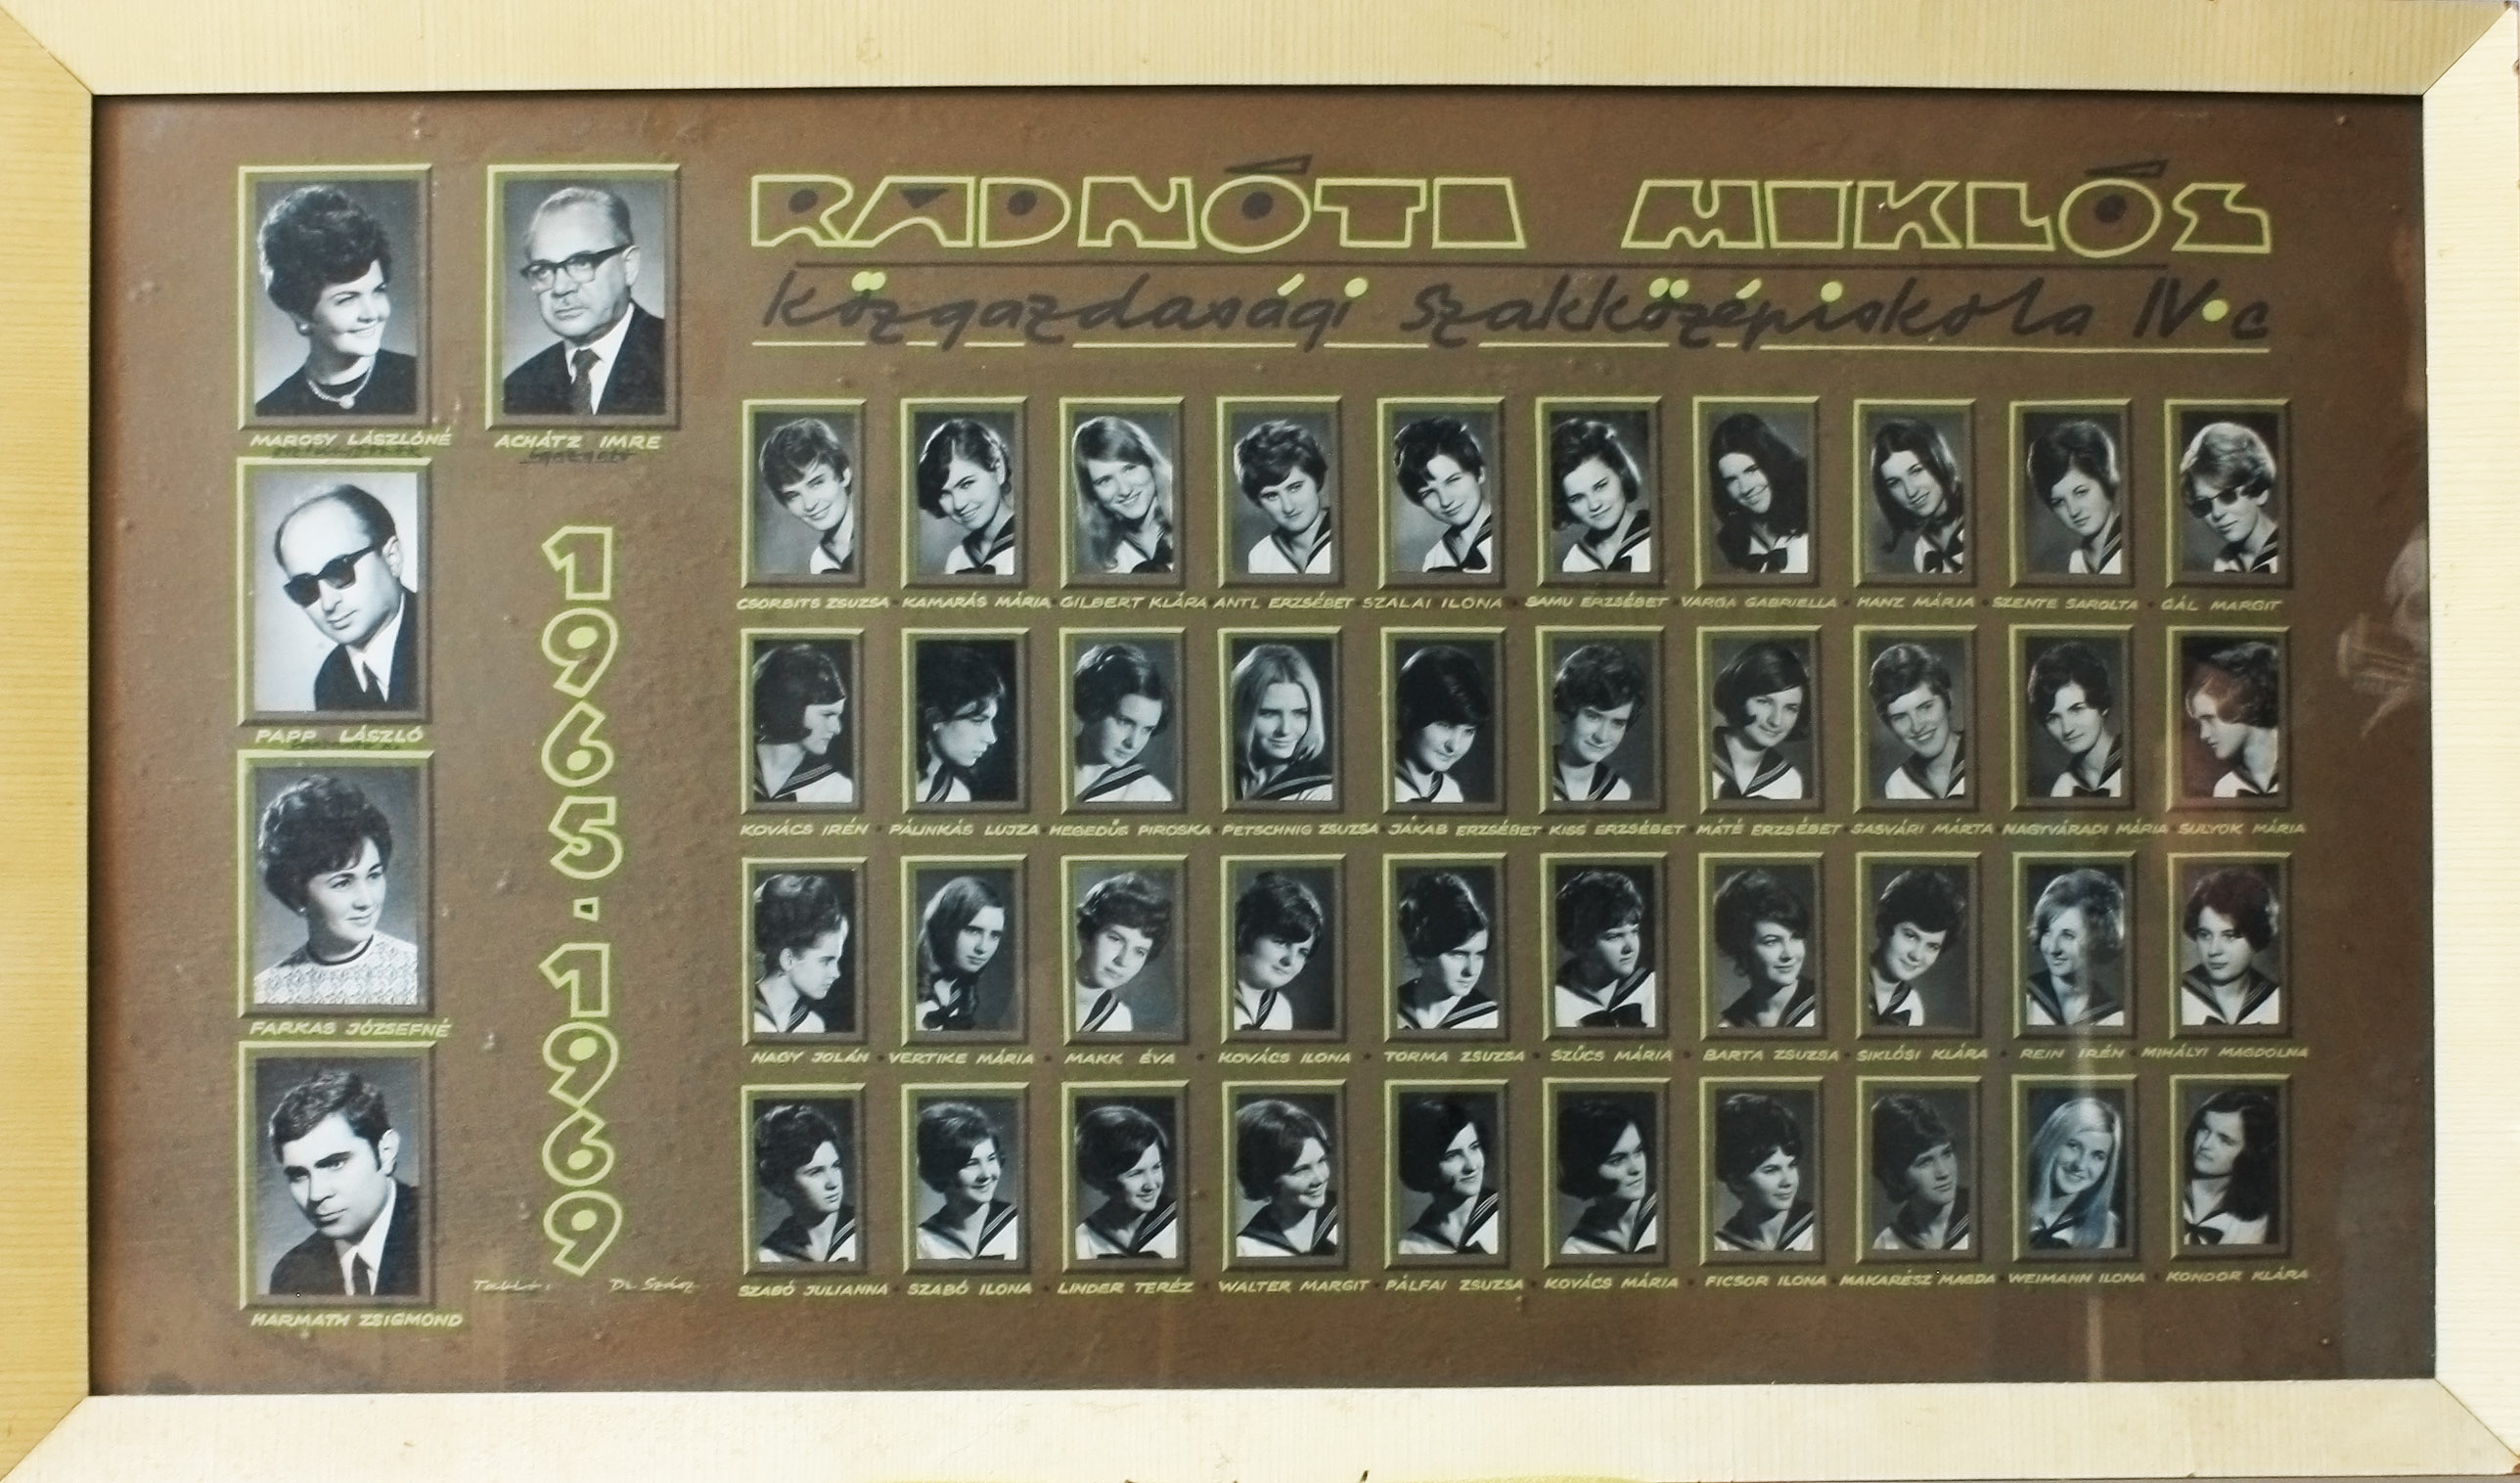 RADNÓTI MIKLÓS
közgazdasági szakközépiskola IV. c
MAROSY LÁSZLÓNÉ
ACHÁTZ IMRE
igazgató
PAPP LÁSZLÓ
FARKAS JÓZSEFNÉ
HARMATH ZSIGMOND
1965-1969
CSORBITS ZSUZSA • KAMARÁS MÁRIA GILBERT KLÁRA ANTL ERZSÉBET SZALAI ILONA • SAMU ERZSÉBET • VARGA GABRIELLA • HANZ MÁRIA • SZENTE SAROLTA • GÁL MARGIT
KOVÁCS IRÉN • PÁLINKÁS LUJZA • HEGEDŰS PIROSKA • PETSCHNIG ZSUZSA JAKAB ERZSÉBET • KISS ERZSÉBET • MÁTÉ ERZSÉBET • SASVÁRI MÁRTA • NAGYVÁRADI MÁRIA SULYOK MÁRIA
NAGY JOLÁN • VERTIKE MÁRIA • MAKK ÉVA • KOVÁCS ILONA • TORMA ZSUZSA • SZŰCS MÁRIA • BARTA ZSUZSA • SIKLÓSI KLÁRA • REIN IRÉN • MIHÁLYI MAGDOLNA
SZABÓ JULIANNA • SZABÓ ILONA • LINDER TERÉZ • WALTER MARGIT • PÁLFAI ZSUZSA • KOVÁCS MÁRIA • FICSOR ILONA • MAKARÉSZ MAGDA • WEIMANN ILONA • KONDOR KLÁRA
Dr. Szász